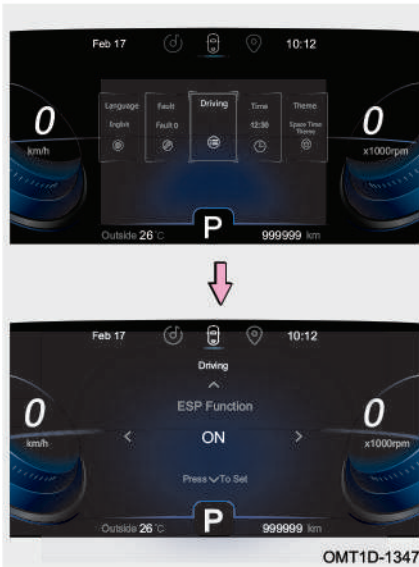 Feb 17 10:12
Language Fault Driving Time Theme
English Fault 0 12:30 Space Time
Theme
0 0
km/h x1000rpm
P
Outside 26°C 999999 km
Feb 17 10:12
Driving
ESP Function
0 ON 0
km/h x1000rpm
Press To Set
P
Outside 26°C 999999 km
OMT1D-1347